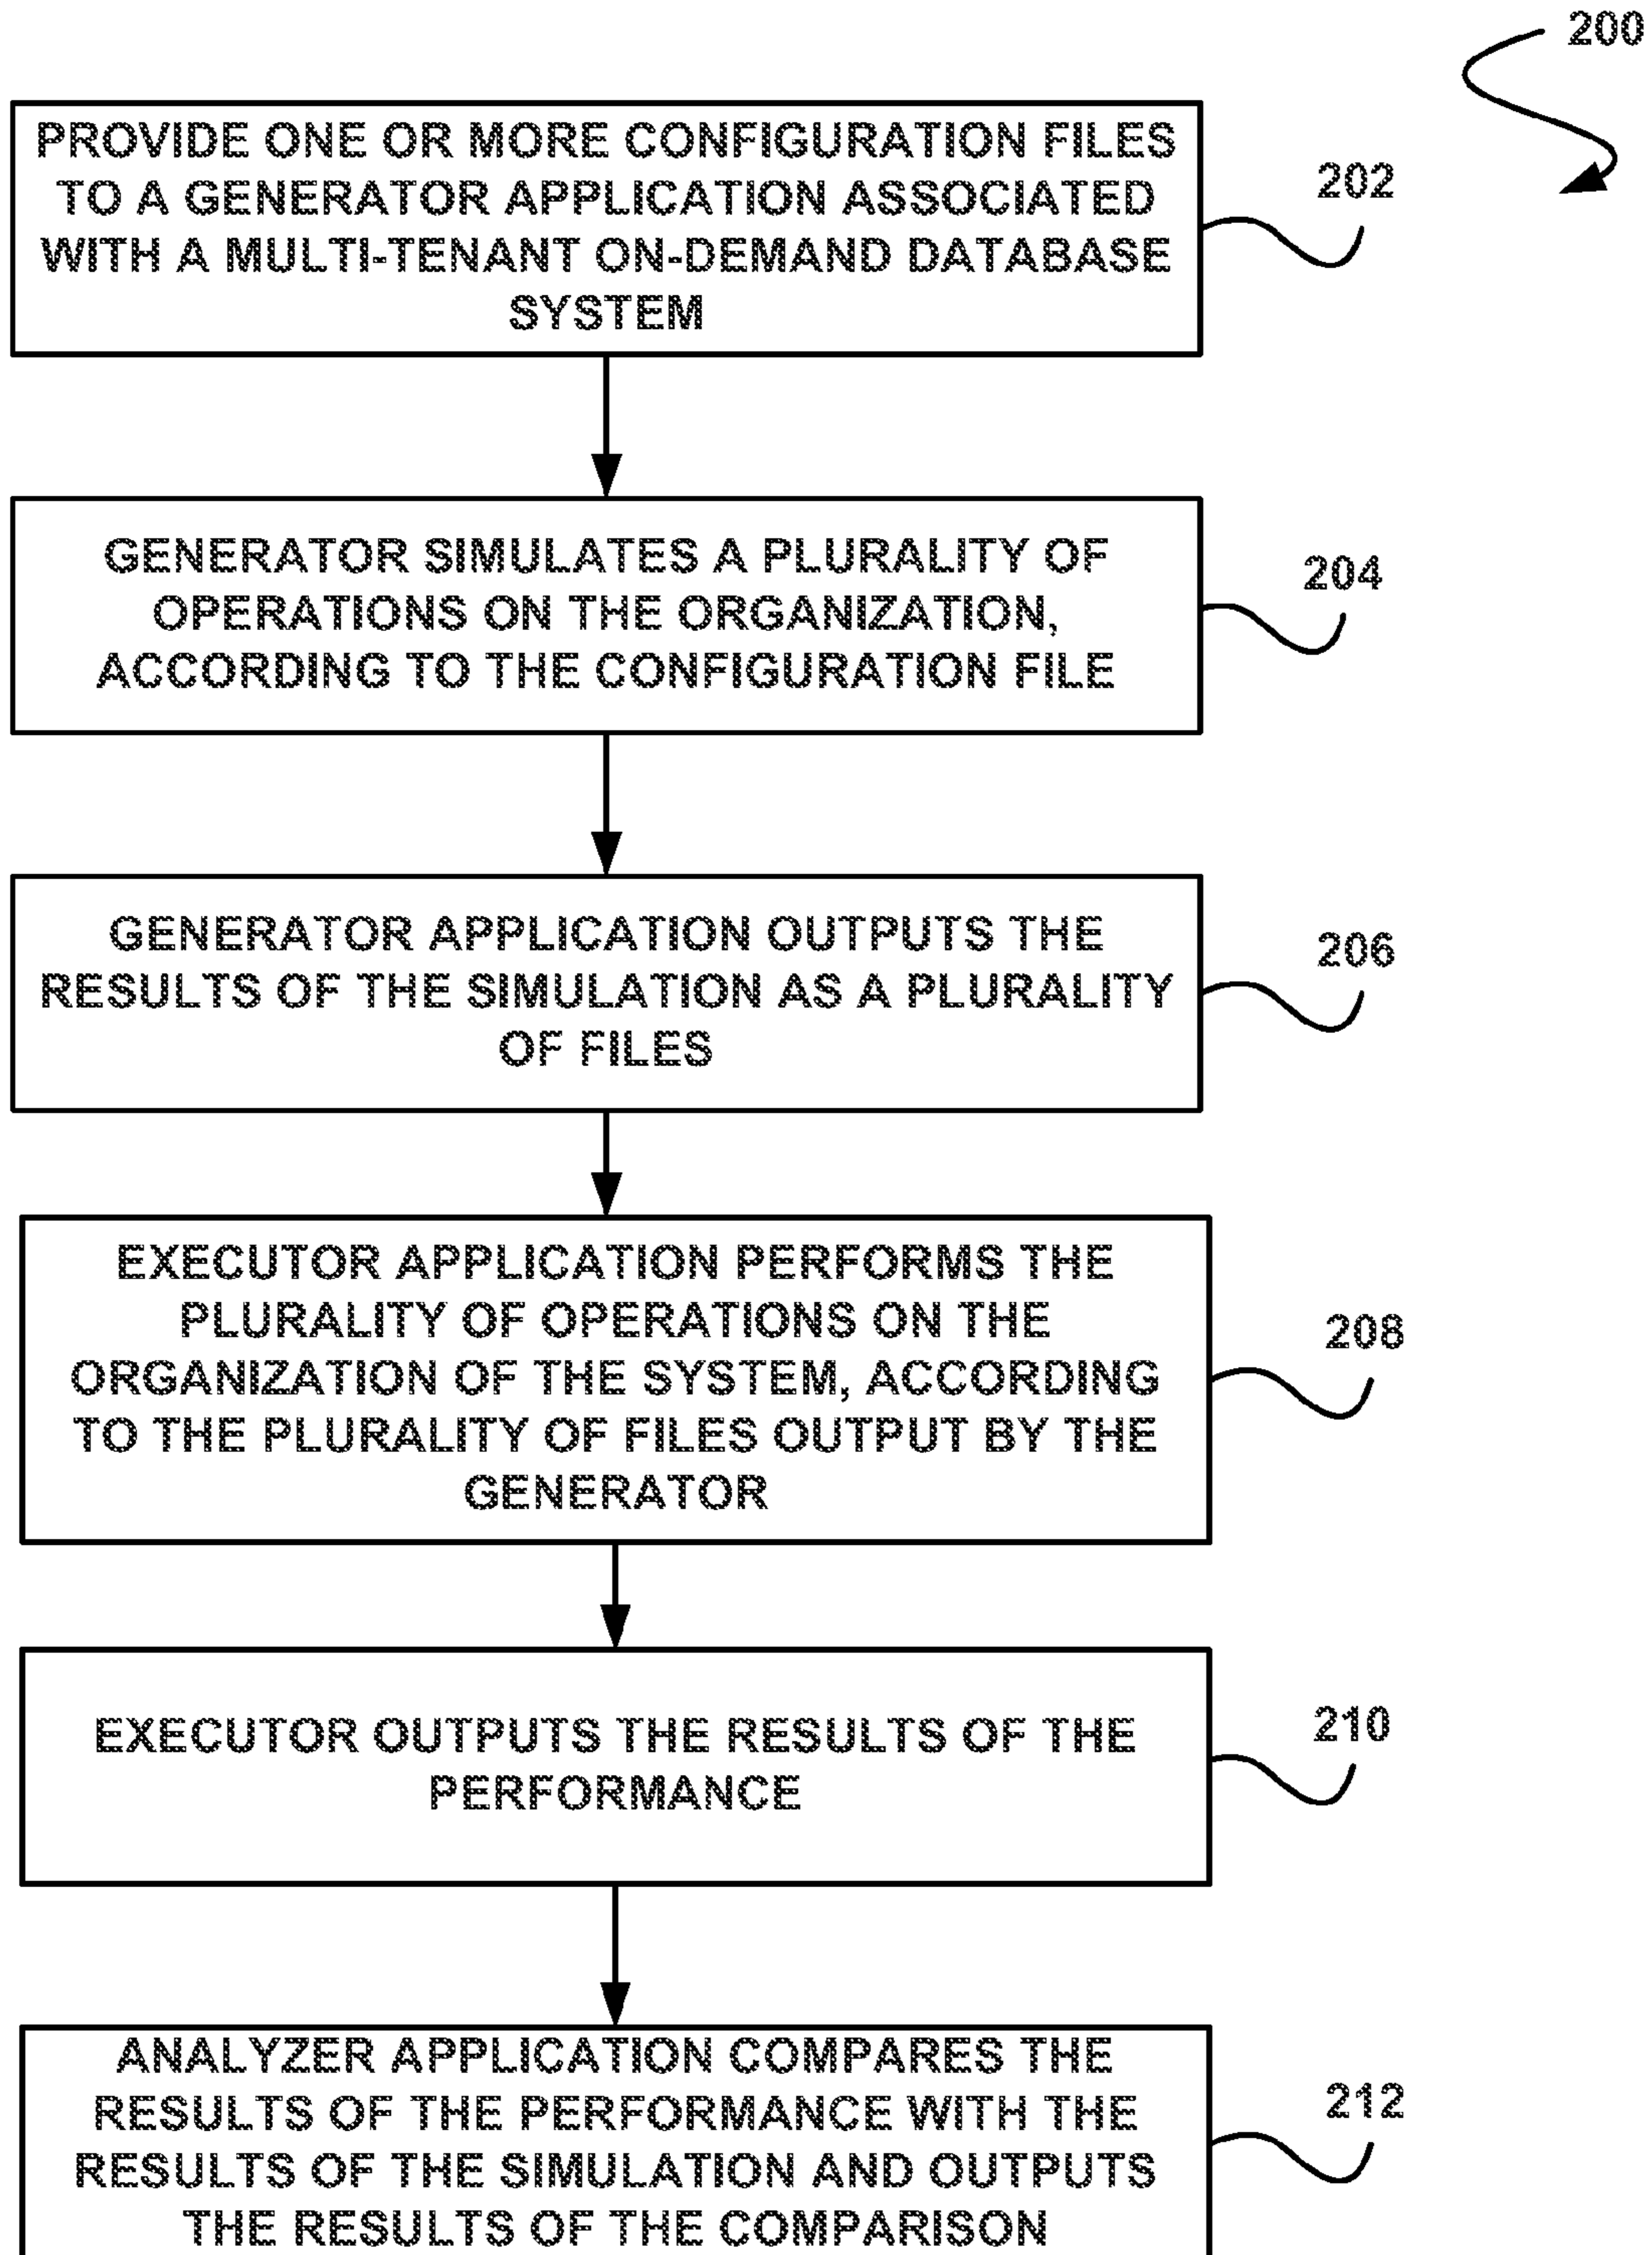 200
PROVIDE ONE OR MORE CONFIGURATION FILES
TO A GENERATOR APPLICATION ASSOCIATED
WITH A MULTI-TENANT ON-DEMAND DATABASE
SYSTEM
202
GENERATOR SIMULATES A PLURALITY OF
OPERATIONS ON THE ORGANIZATION,
ACCORDING TO THE CONFIGURATION FILE
204
GENERATOR APPLICATION OUTPUTS THE
RESULTS OF THE SIMULATION AS A PLURALITY
OF FILES
206
EXECUTOR APPLICATION PERFORMS THE
PLURALITY OF OPERATIONS ON THE
ORGANIZATION OF THE SYSTEM, ACCORDING
TO THE PLURALITY OF FILES OUTPUT BY THE
GENERATOR
208
EXECUTOR OUTPUTS THE RESULTS OF THE
PERFORMANCE
210
ANALYZER APPLICATION COMPARES THE
RESULTS OF THE PERFORMANCE WITH THE
RESULTS OF THE SIMULATION AND OUTPUTS
THE RESULTS OF THE COMPARISON
212